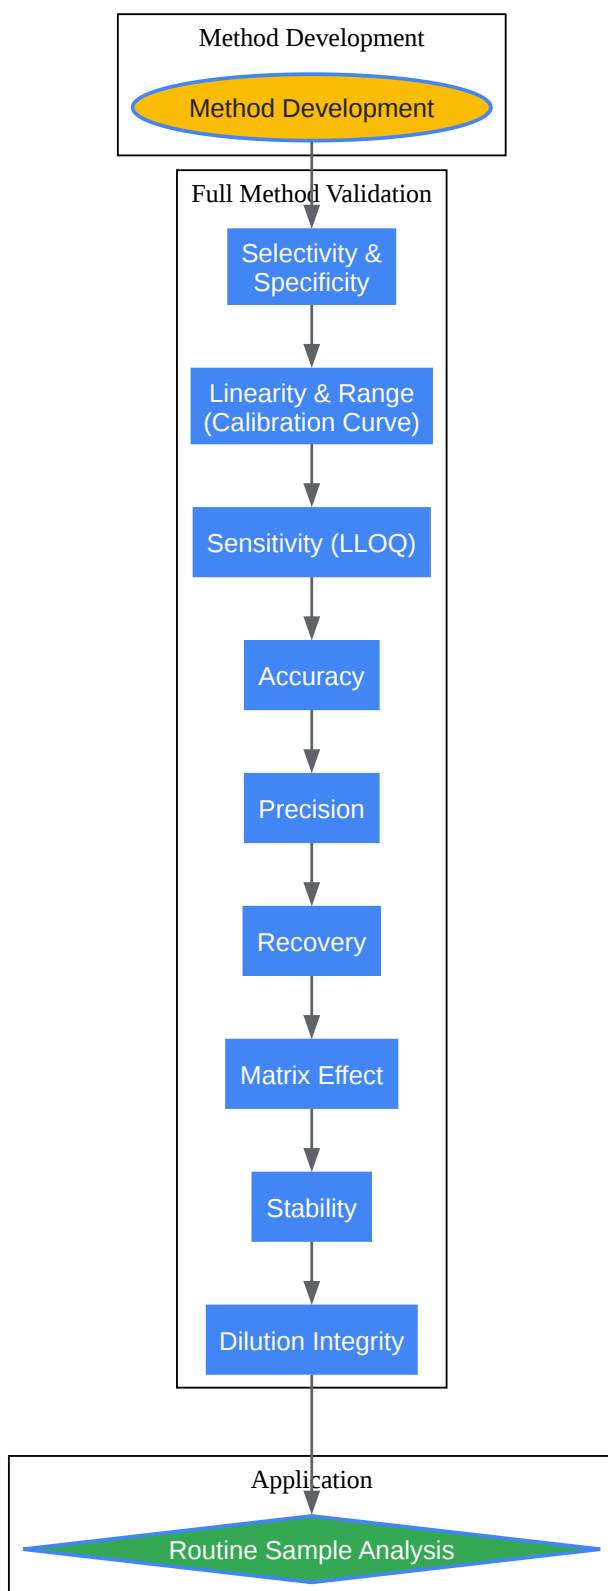 Method Development
Method Development
Full Method Validation
Selectivity &
Specificity
Linearity & Range
(Calibration Curve)
Sensitivity (LLOQ)
Accuracy
Precision
Recovery
Matrix Effect
Stability
Dilution Integrity
Application
Routine Sample Analysis